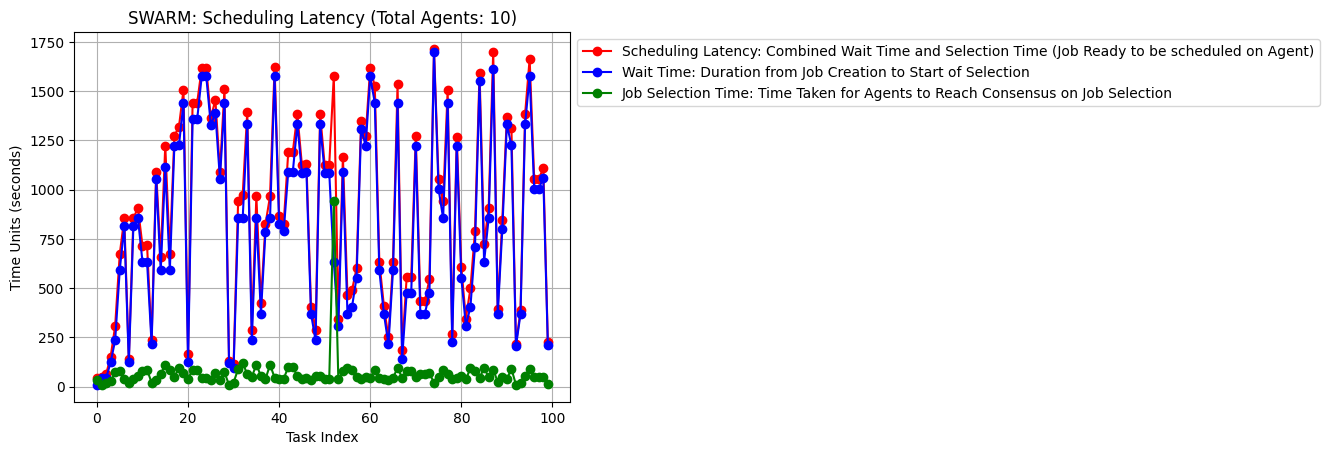 SWARM: Scheduling Latency (Total Agents: 10)
Scheduling Latency: Combined Wait Time and Selection Time (Job Ready to be scheduled on Agent)
Wait Time: Duration from Job Creation to Start of Selection
Job Selection Time: Time Taken for Agents to Reach Consensus on Job Selection
Time Units (seconds)
1750
1500
1250
1000
750
500
250
0
0 20 40 60 80 100
Task Index